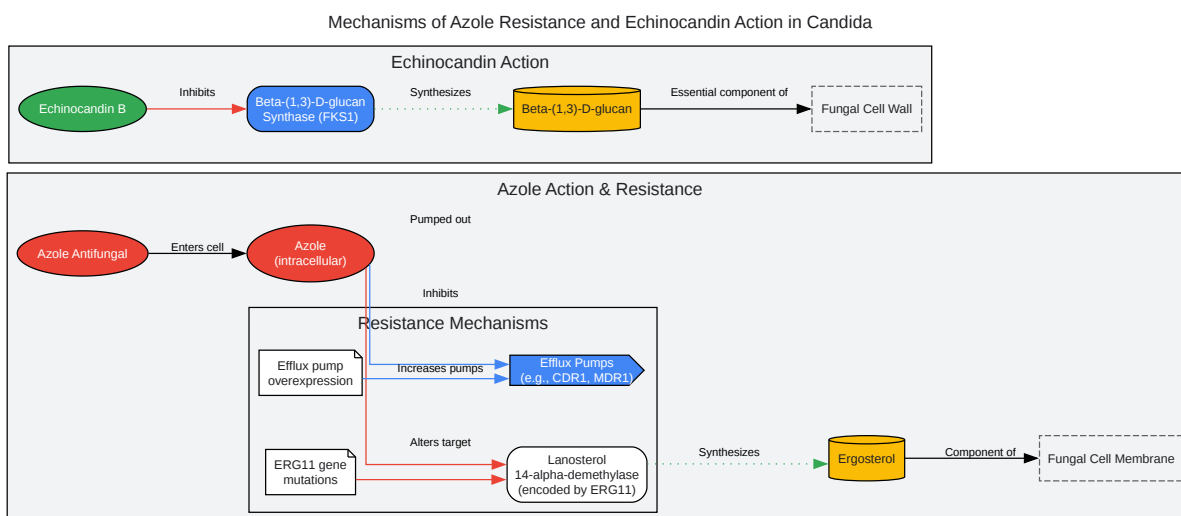 Mechanisms of Azole Resistance and Echinocandin Action in Candida
Echinocandin Action
Echinocandin B
Inhibits
Beta-(1,3)-D-glucan
Synthase (FKS1)
Synthesizes
Beta-(1,3)-D-glucan
Essential component of
Fungal Cell Wall
Azole Action & Resistance
Azole Antifungal
Enters cell
Azole
(intracellular)
Pumped out
Inhibits
Resistance Mechanisms
Efflux pump
overexpression
Increases pumps
Efflux Pumps
(e.g., CDR1, MDR1)
ERG11 gene
mutations
Alters target
Lanosterol
14-alpha-demethylase
(encoded by ERG11)
Synthesizes
Ergosterol
Component of
Fungal Cell Membrane